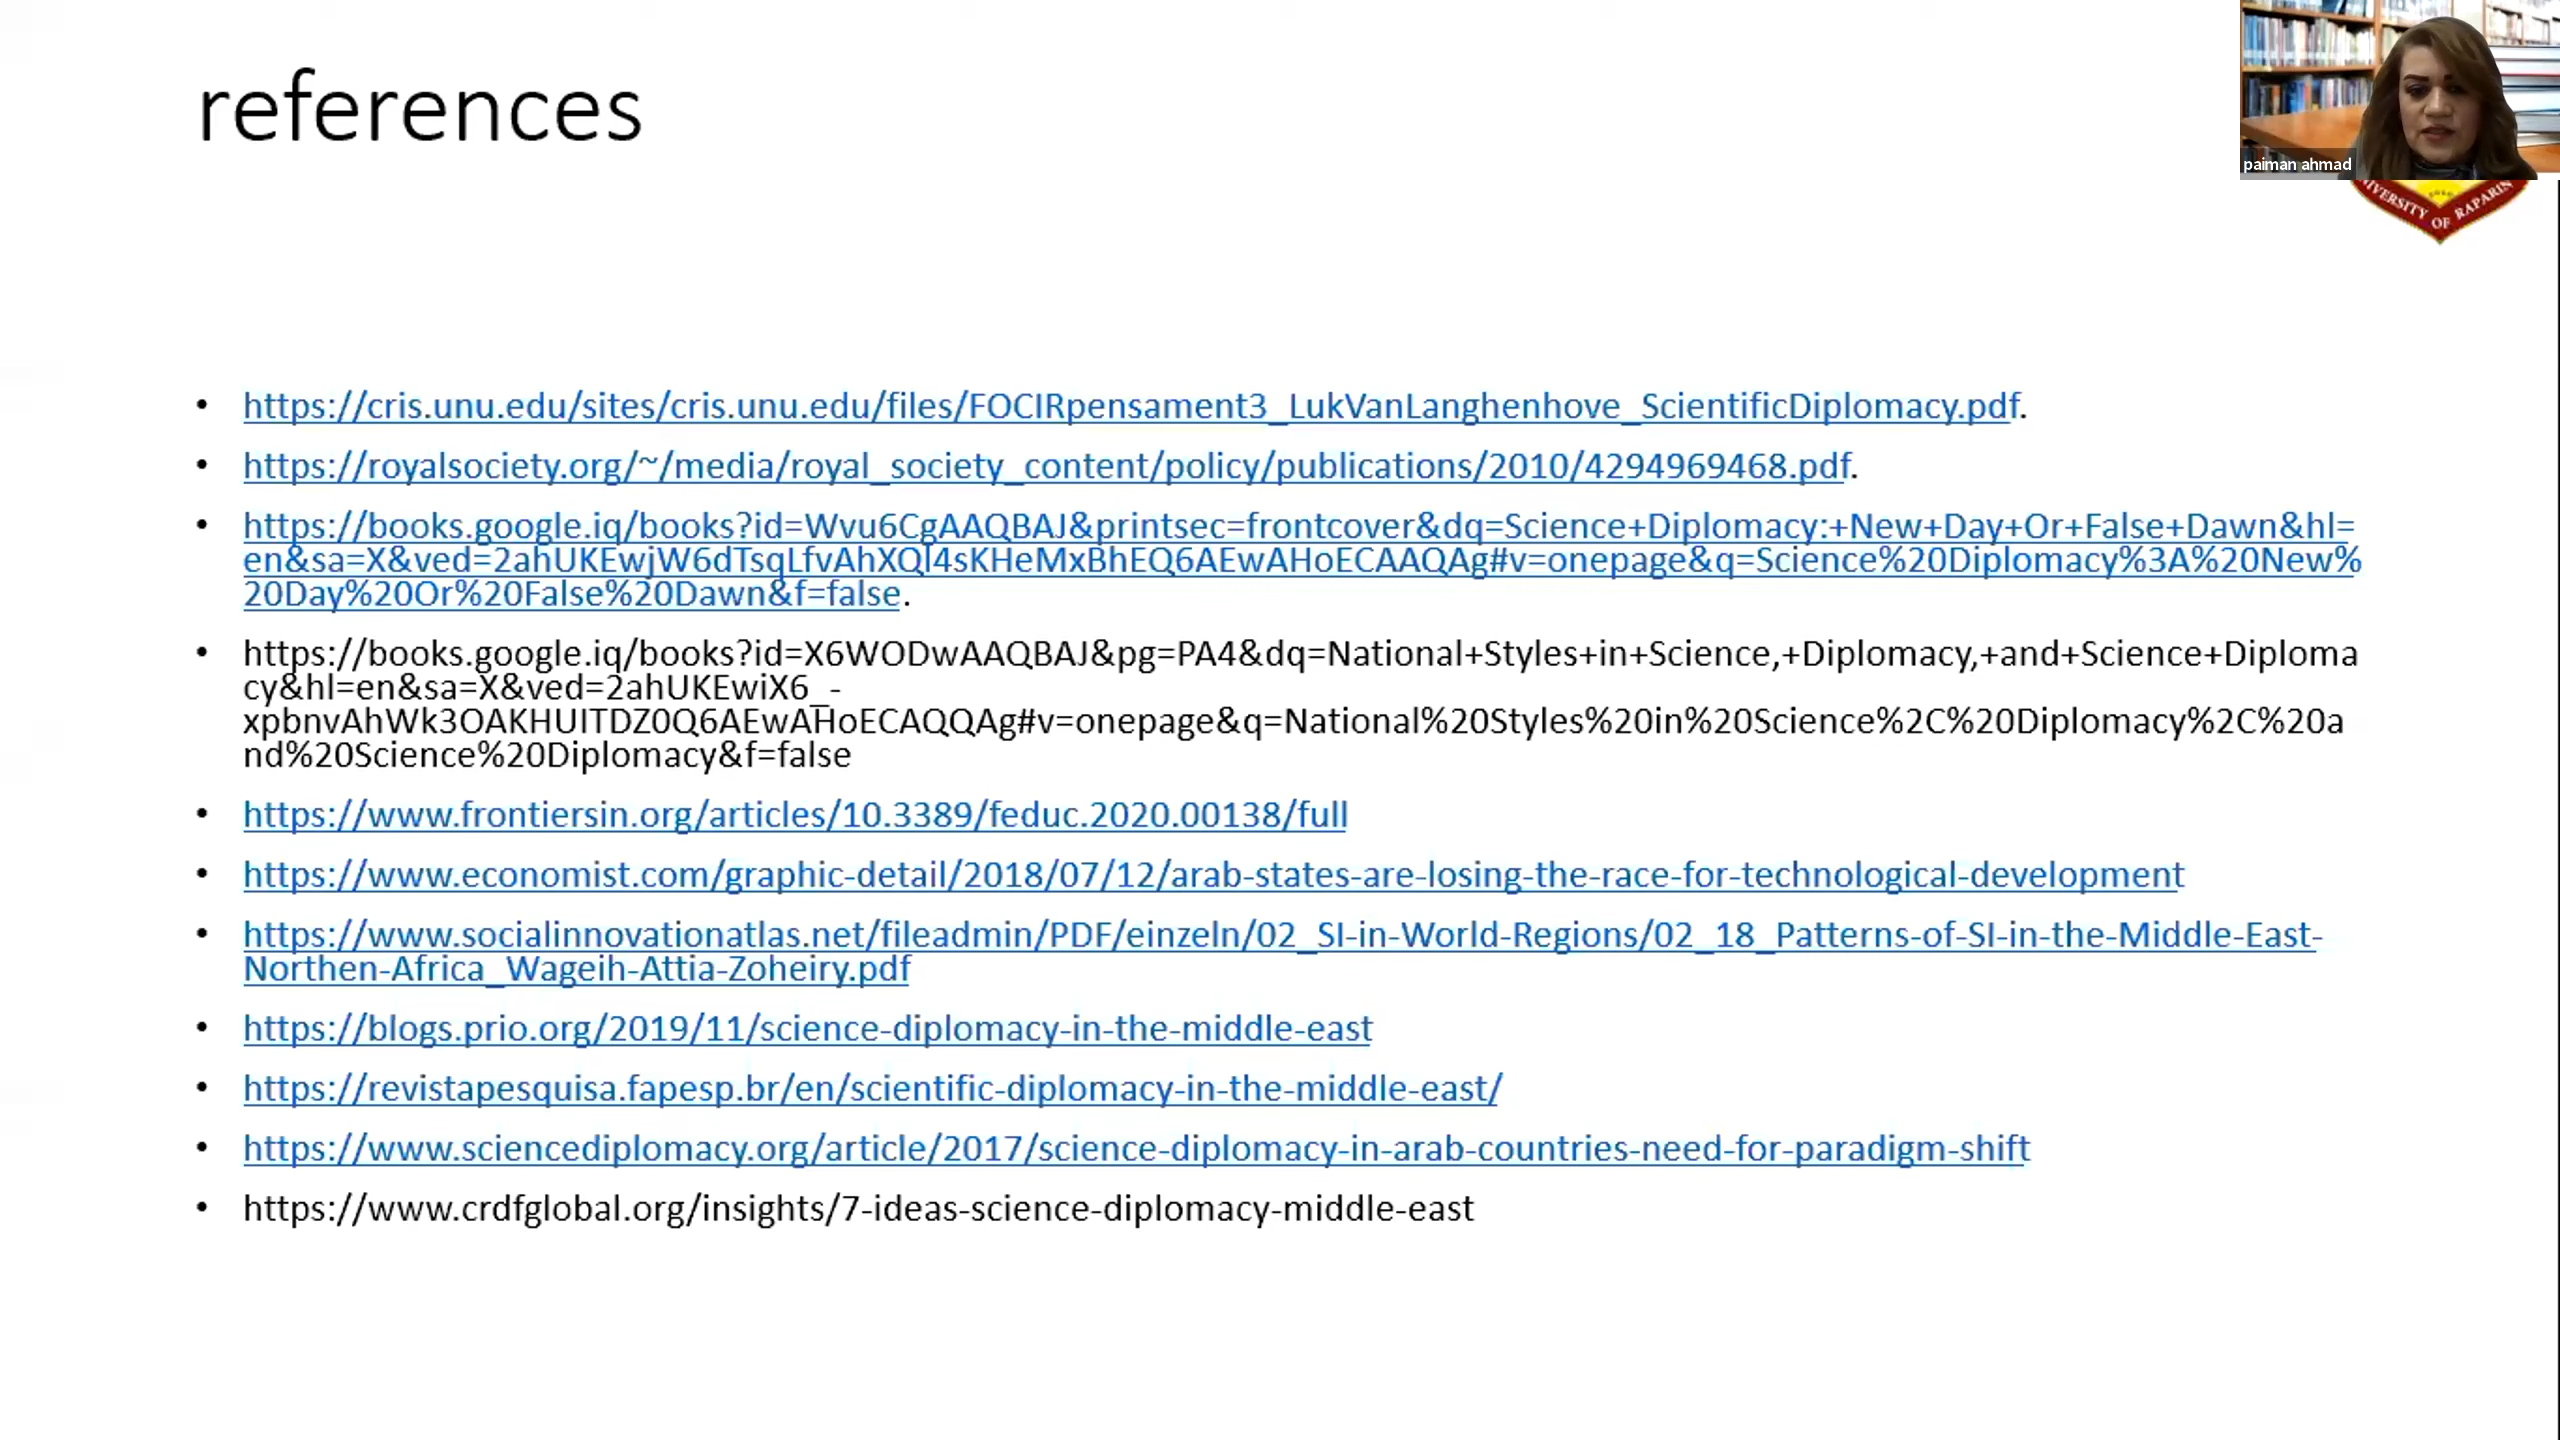 references
paiman ahmad
IVERSITY OF RAPARIN
• https://cris.unu.edu/sites/cris.unu.edu/files/FOCIRpensament3_LukVanLanghenhove_ScientificDiplomacy.pdf.
• https://royalsociety.org/~/media/royal_society_content/policy/publications/2010/4294969468.pdf.
• https://books.google.iq/books?id=Wvu6CgAAQBAJ&printsec=frontcover&dq=Science+Diplomacy:+New+Day+Or+False+Dawn&hl=
en&sa=X&ved=2ahUKEwjW6dTsqLfvAhXQl4sKHeMxBhEQ6AEwAHoECAAQAg#v=onepage&q=Science%20Diplomacy%3A%20New%
20Day%20Or%20False%20Dawn&f=false.
• https://books.google.iq/books?id=X6WODwAAQBAJ&pg=PA4&dq=National+Styles+in+Science,+Diplomacy,+and+Science+Diploma
cy&hl=en&sa=X&ved=2ahUKEwiX6_-
xpbnvAhWk3OAKHUITDZ0Q6AEwAHoECAQQAg#v=onepage&q=National%20Styles%20in%20Science%2C%20Diplomacy%2C%20a
nd%20Science%20Diplomacy&f=false
• https://www.frontiersin.org/articles/10.3389/feduc.2020.00138/full
• https://www.economist.com/graphic-detail/2018/07/12/arab-states-are-losing-the-race-for-technological-development
• https://www.socialinnovationatlas.net/fileadmin/PDF/einzeln/02_SI-in-World-Regions/02_18_Patterns-of-SI-in-the-Middle-East-
Northen-Africa_Wageih-Attia-Zoheiry.pdf
• https://blogs.prio.org/2019/11/science-diplomacy-in-the-middle-east
• https://revistapesquisa.fapesp.br/en/scientific-diplomacy-in-the-middle-east/
• https://www.sciencediplomacy.org/article/2017/science-diplomacy-in-arab-countries-need-for-paradigm-shift
• https://www.crdfglobal.org/insights/7-ideas-science-diplomacy-middle-east